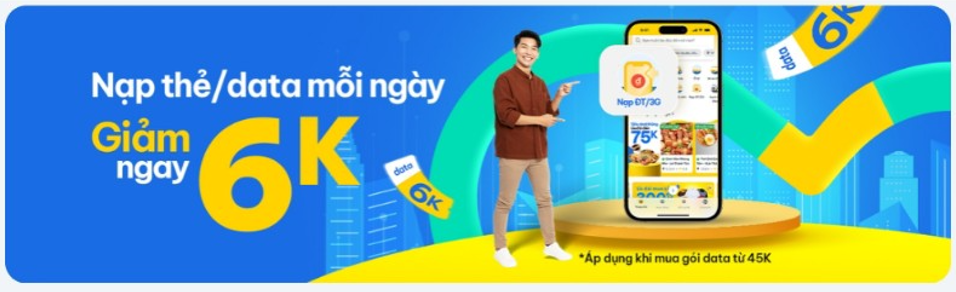 Nạp thẻ/data mỗi ngày
Giảm
ngay
6K
data
6K
data
6K
Nạp ĐT/3G
75K
*Áp dụng khi mua gói data từ 45K